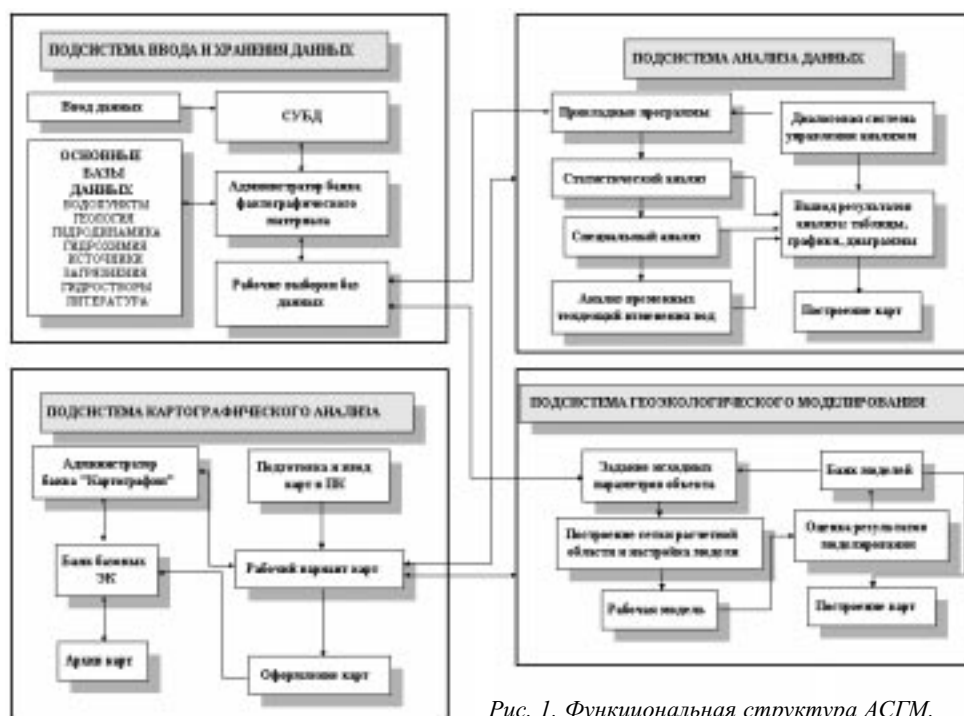 ПОДСИСТЕМА ВВОДА И ХРАНЕНИЯ ДАННЫХ
Ввод данных
СУБД
ОСНОВНЫЕ
БАЗЫ
ДАННЫХ
ВОДОПУНКТЫ
ГЕОЛОГИЯ
ГИДРОДИНАМИКА
ГИДРОХИМИЯ
ИСТОЧНИКИ
ЗАГРЯЗНЕНИЯ
ГИДРОСТВОРЫ
ЛИТЕРАТУРА
Администратор банка
фактографического
материала
Рабочие выборки баз
данных
ПОДСИСТЕМА АНАЛИЗА ДАННЫХ
Прикладные программы
Диалоговая система
управления анализом
Статистический анализ
Специальный анализ
Вывод результатов
анализа: таблицы,
графики, диаграммы
Анализ временных
тенденций изменения вод
Построение карт
ПОДСИСТЕМА КАРТОГРАФИЧЕСКОГО АНАЛИЗА
Администратор
банка "Картография"
Подготовка и ввод
карт в ПК
Банк базовых
ЭК
Рабочий вариант карт
Архив карт
Оформление карт
ПОДСИСТЕМА ГЕОЭКОЛОГИЧЕСКОГО МОДЕЛИРОВАНИЯ
Задание исходных
параметров объекта
Банк моделей
Построение сетки расчетной
области и настройка модели
Оценка результатов
моделирования
Рабочая модель
Построение карт
Рис. 1. Функциональная структура АСГМ.